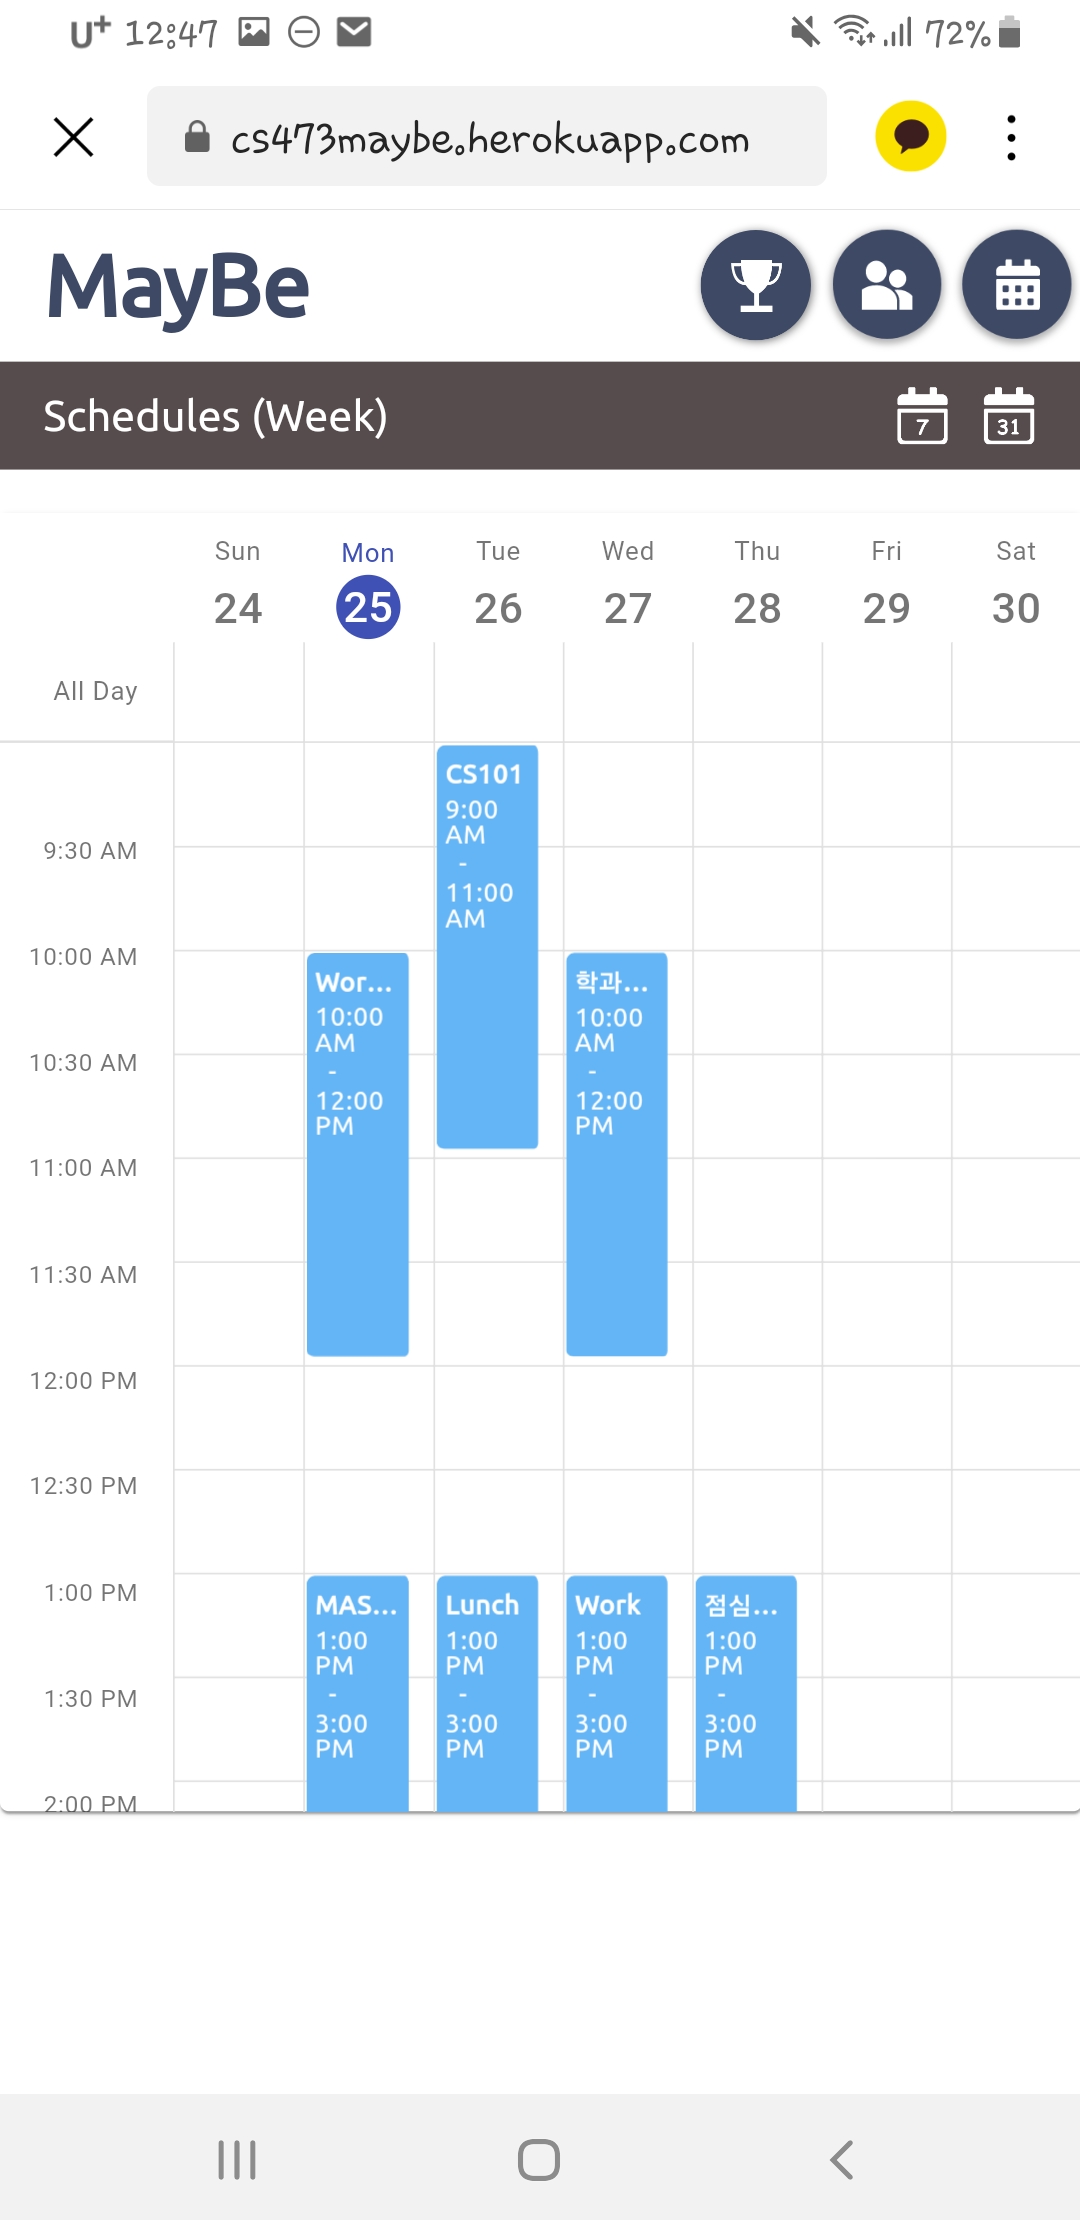 U+ 12:47 72%
cs473maybe.herokuapp.com
MayBe
Schedules (Week)
7 31
Sun Mon Tue Wed Thu Fri Sat
24 25 26 27 28 29 30
All Day
CS101
9:00
AM
-
11:00
AM
9:30 AM
10:00 AM
Wor...
10:00
AM
-
12:00
PM
학과...
10:00
AM
-
12:00
PM
10:30 AM
11:00 AM
11:30 AM
12:00 PM
12:30 PM
1:00 PM
MAS...
1:00
PM
-
3:00
PM
Lunch
1:00
PM
-
3:00
PM
Work
1:00
PM
-
3:00
PM
점심...
1:00
PM
-
3:00
PM
1:30 PM
2:00 PM